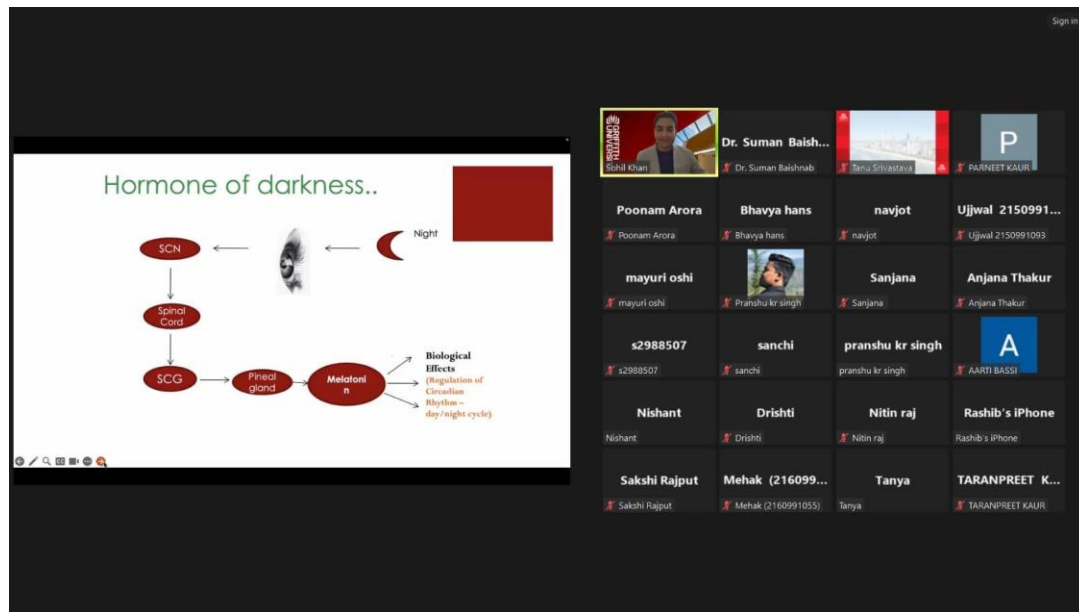 Sign in
Hormone of darkness..
Night
SCN
Spinal
Cord
SCG
Pineal
gland
Melatoni
n
Biological
Effects
(Regulation of
Circadian
Rhythm –
day/night cycle)
GRIFFITH
UNIVERSI
Sohil Khan
Dr. Suman Baish...
Dr. Suman Baishnab
Tanu Srivastava
P
PARNEET KAUR
Poonam Arora
Poonam Arora
Bhavya hans
Bhavya hans
navjot
navjot
Ujjwal 2150991...
Ujjwal 2150991093
mayuri oshi
mayuri oshi
Pranshu kr singh
Sanjana
Sanjana
Anjana Thakur
Anjana Thakur
s2988507
s2988507
sanchi
sanchi
pranshu kr singh
pranshu kr singh
A
AARTI BASSI
Nishant
Nishant
Drishti
Drishti
Nitin raj
Nitin raj
Rashib's iPhone
Rashib's iPhone
Sakshi Rajput
Sakshi Rajput
Mehak (216099...
Mehak (2160991055)
Tanya
Tanya
TARANPREET K...
TARANPREET KAUR